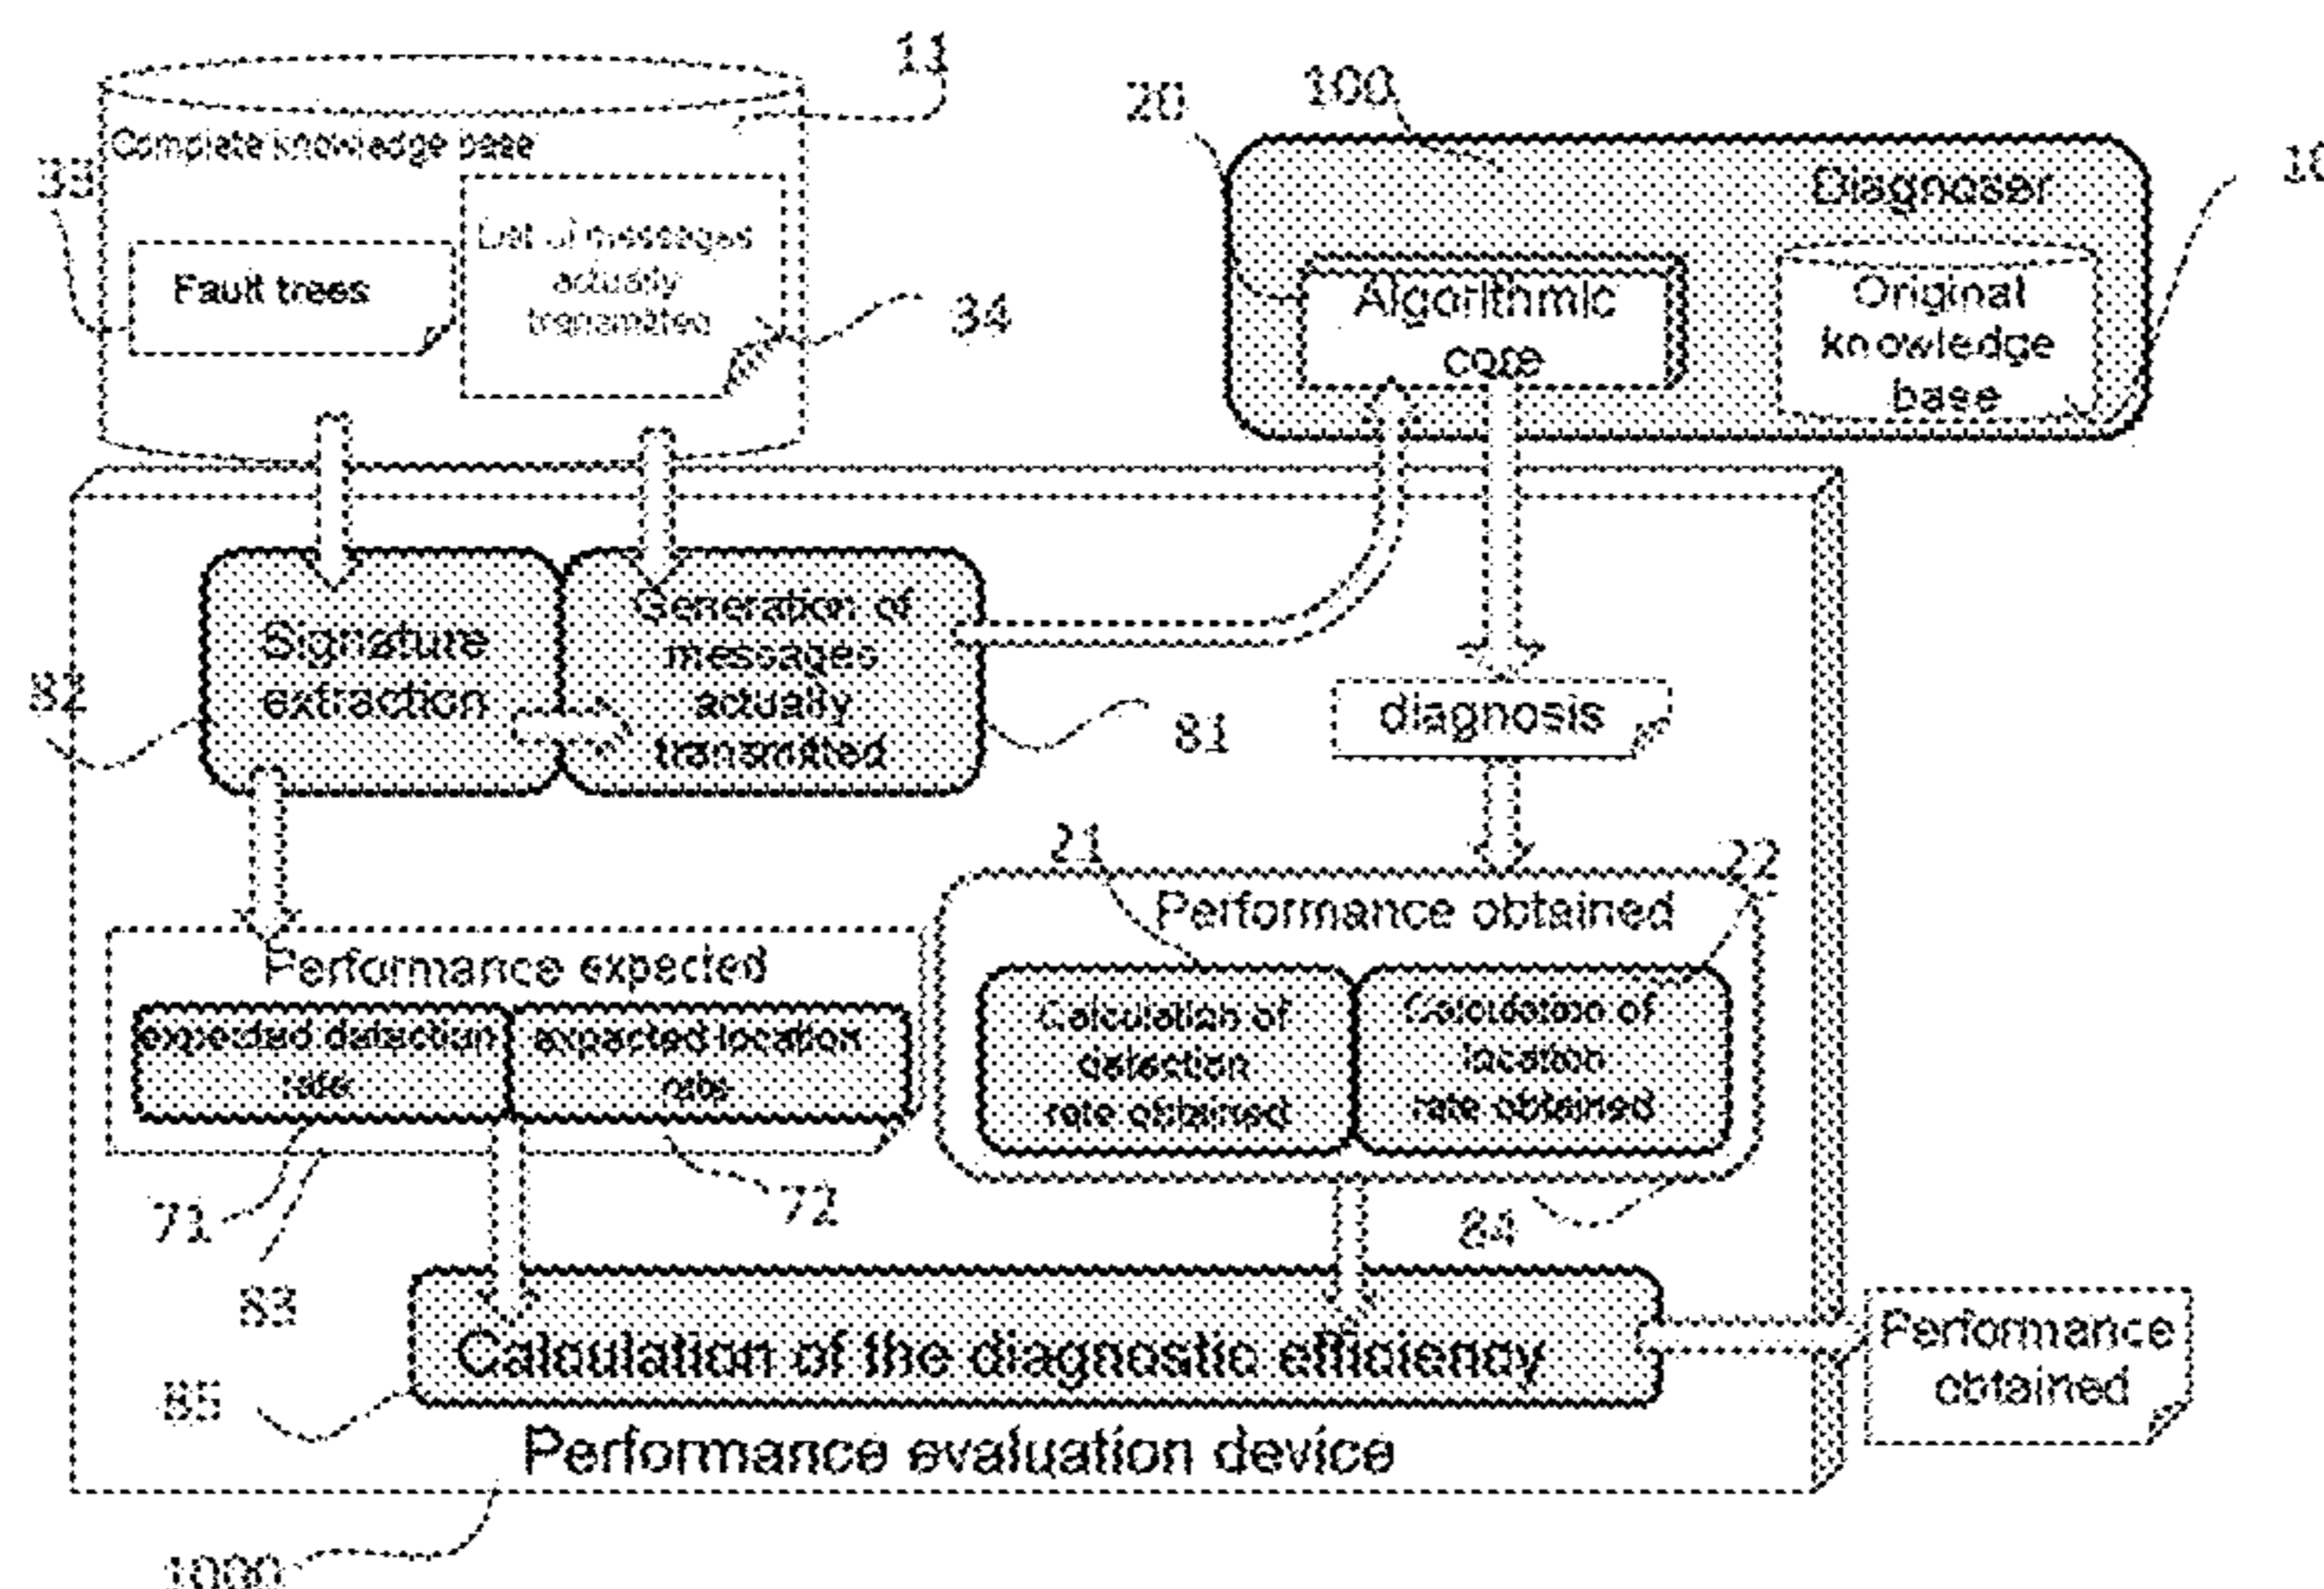 11
Complete knowledge base
33
Fault trees
List of messages
actually
transmitted
34
20
100
Diagnoser
10
Algorithmic
core
Original
knowledge
base
Signature
extraction
82
Generation of
messages
actually
transmitted
81
diagnosis
21
22
Performance expected
expected detection
rate
expected location
rate
71
83
72
Performance obtained
Calculation of
detection
rate obtained
Calculation of
location
rate obtained
84
Calculation of the diagnostic efficiency
85
Performance
obtained
Performance evaluation device
1000